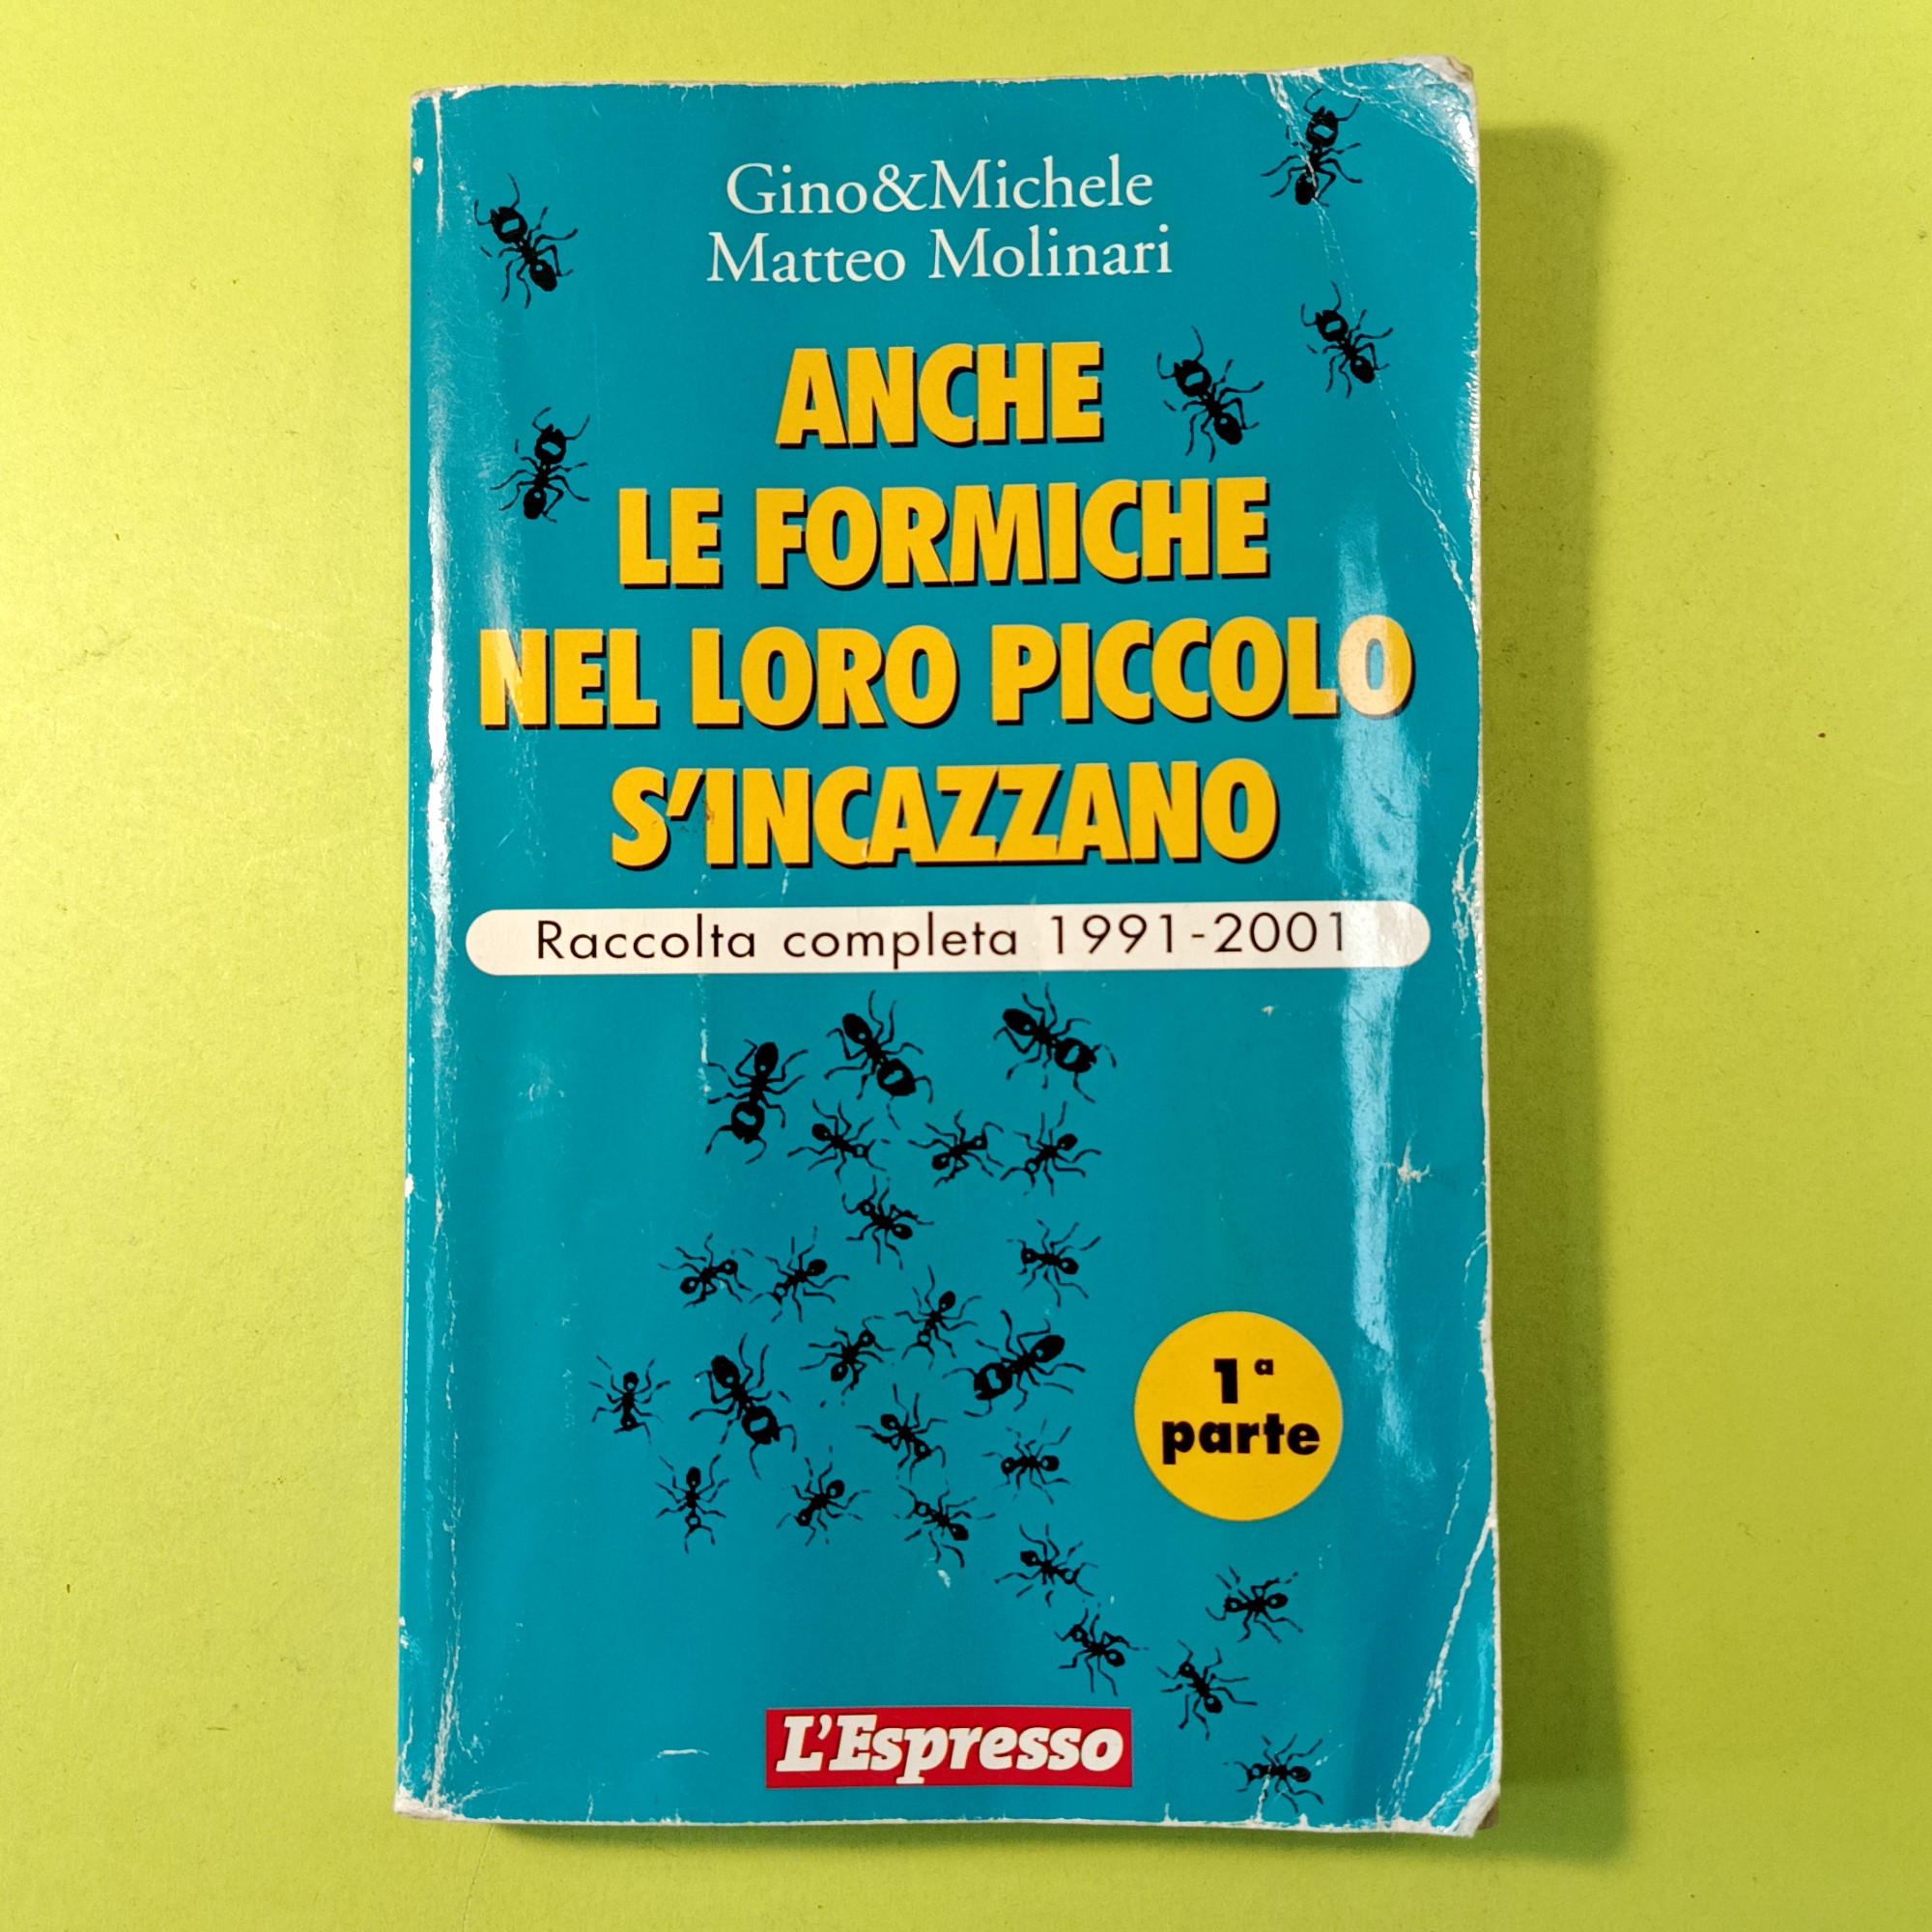 Gino&Michele
Matteo Molinari
ANCHE
LE FORMICHE
NEL LORO PICCOLO
S'INCAZZANO
Raccolta completa 1991-2001
1ª
parte
L'Espresso